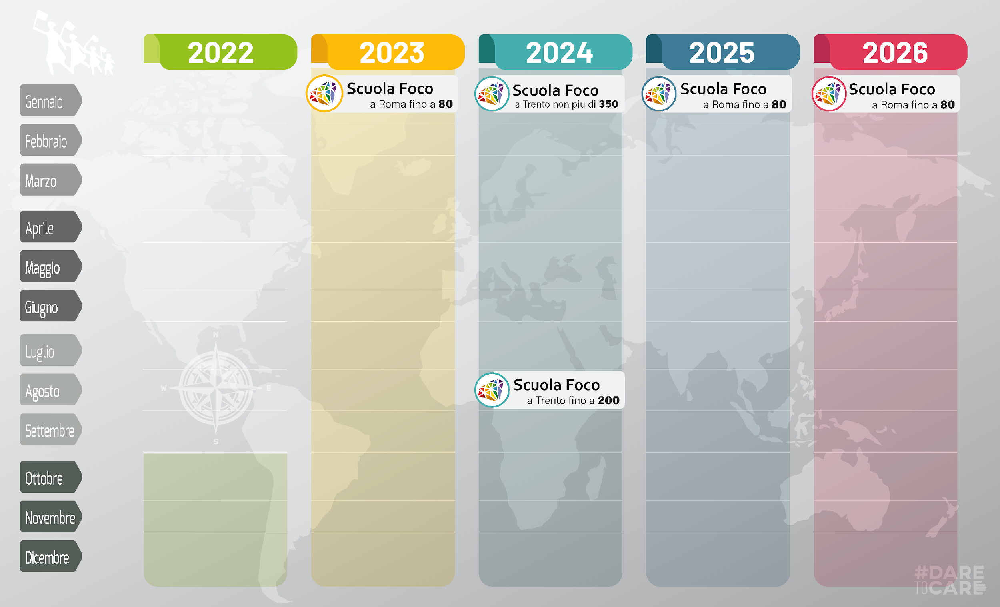 2022
2023
2024
2025
2026
Gennaio
Scuola Foco
a Roma fino a 80
Scuola Foco
a Trento non piu di 350
Scuola Foco
a Roma fino a 80
Scuola Foco
a Roma fino a 80
Febbraio
Marzo
Aprile
Maggio
Giugno
Luglio
N
Agosto
W
E
Scuola Foco
a Trento fino a 200
Settembre
S
Ottobre
Novembre
Dicembre
#DARE
TOCARE